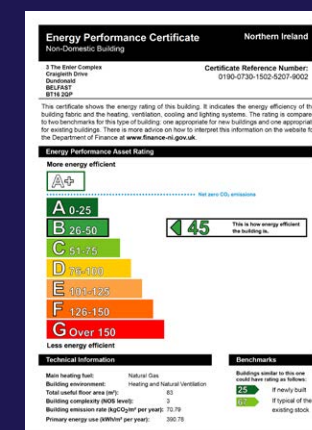 Energy Performance Certificate
Northern Ireland
Non-Domestic Building
3 The Enler Complex
Craigleith Drive
Dundonald
BELFAST
BT16 2QP
Certificate Reference Number:
0190-0730-1502-5207-9002
This certificate shows the energy rating of this building. It indicates the energy efficiency of the
building fabric and the heating, ventilation, cooling and lighting systems. The rating is compared
to two benchmarks for this type of building: one appropriate for new buildings and one appropriate
for existing buildings. There is more advice on how to interpret this information on the website for
the Department of Finance at www.finance-ni.gov.uk.
Energy Performance Asset Rating
More energy efficient
A+
Net zero CO₂ emissions
A 0-25
B 26-50
45
This is how energy efficient
the building is.
C 51-75
D 76-100
E 101-125
F 126-150
G Over 150
Less energy efficient
Technical Information
Main heating fuel: Natural Gas
Building environment: Heating and Natural Ventilation
Total useful floor area (m²): 83
Building complexity (NOS level): 3
Building emission rate (kgCO₂/m² per year): 70.79
Primary energy use (kWh/m² per year): 390.78
Benchmarks
Buildings similar to this one
could have rating as follows:
25 If newly built
If typical of the
existing stock